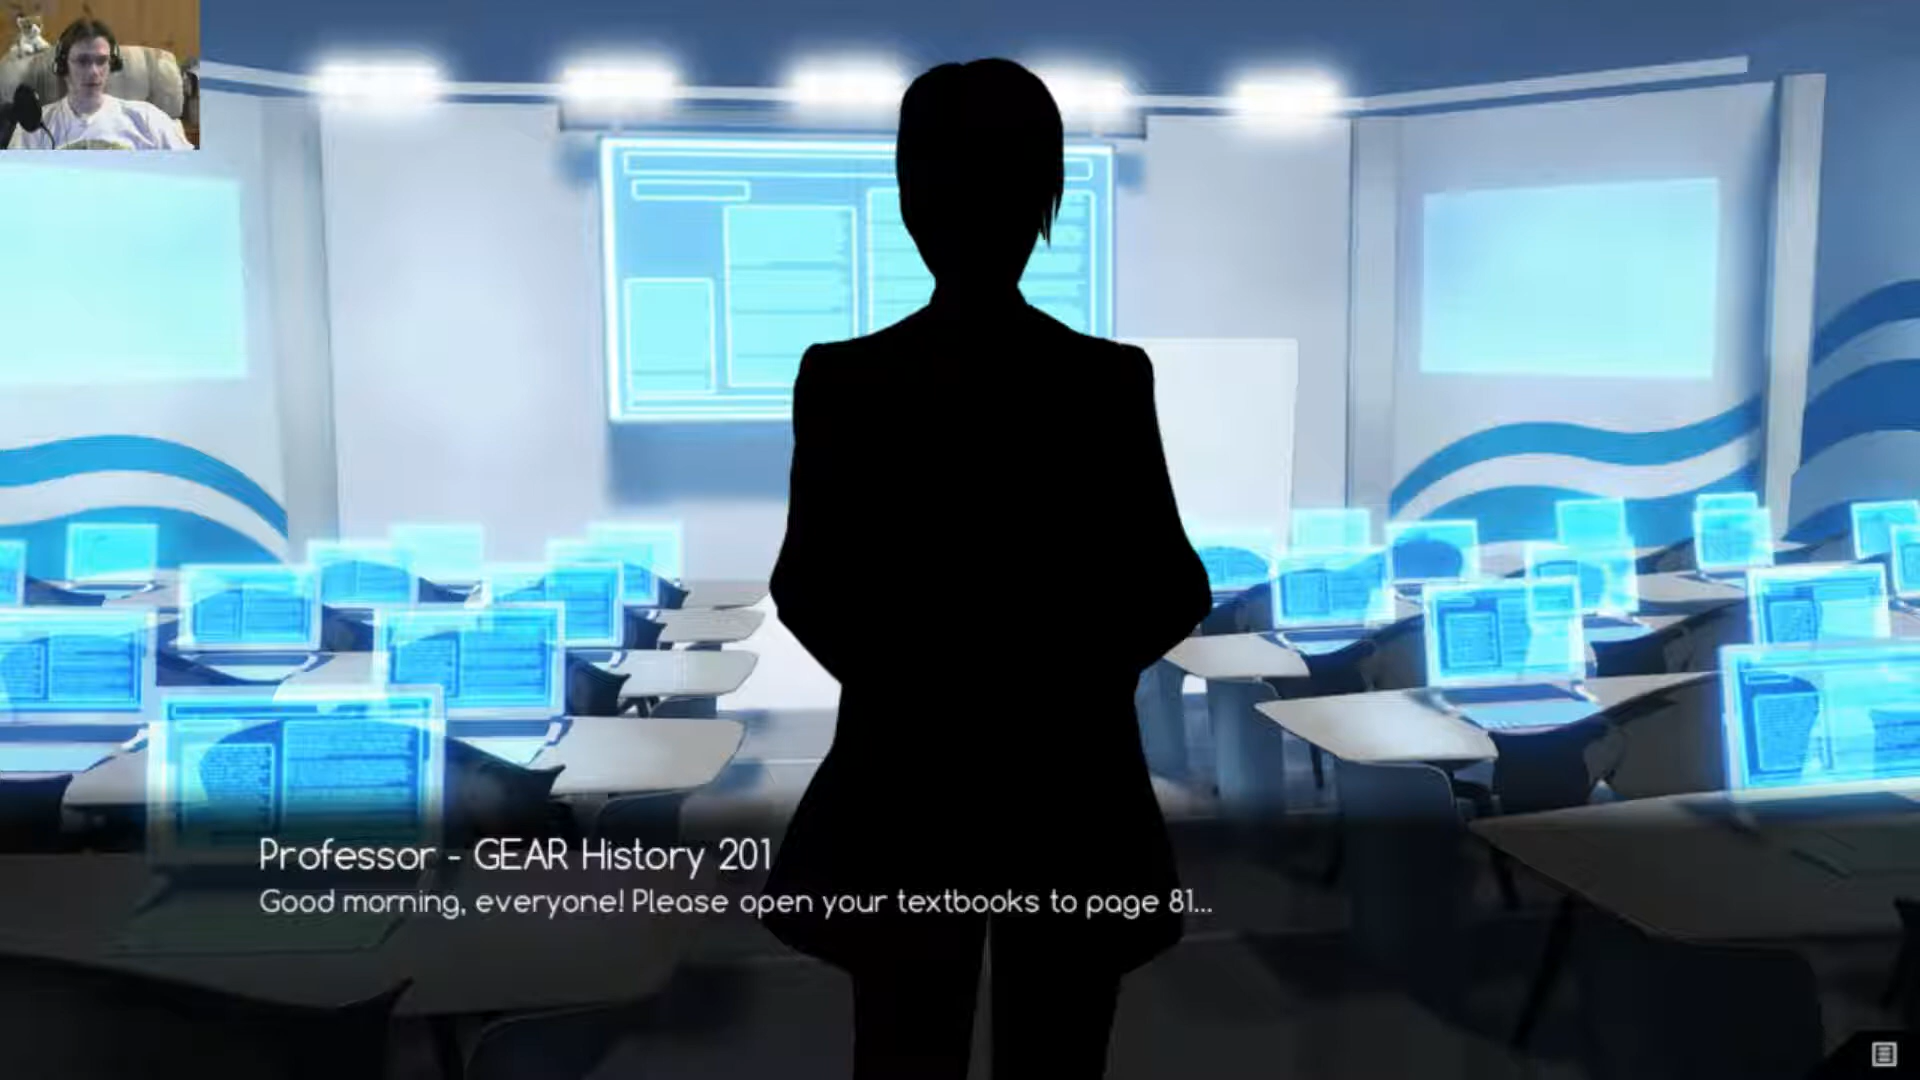 Professor - GEAR History 201
Good morning, everyone! Please open your textbooks to page 81...